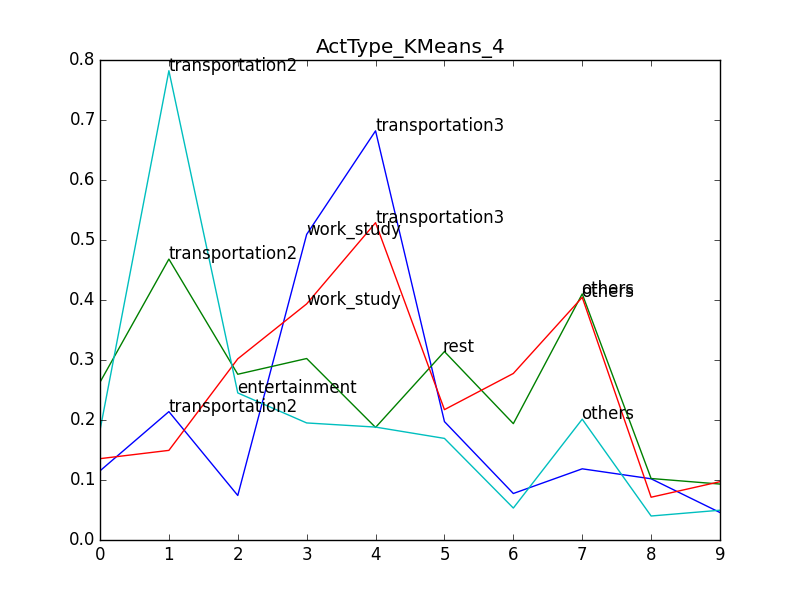 ActType_KMeans_4
0.8
transportation2
0.7
transportation3
0.6
transportation3
0.5
work_study
transportation2
0.4
others
others
work_study
0.3
rest
entertainment
transportation2
0.2
others
0.1
0.0
0 1 2 3 4 5 6 7 8 9